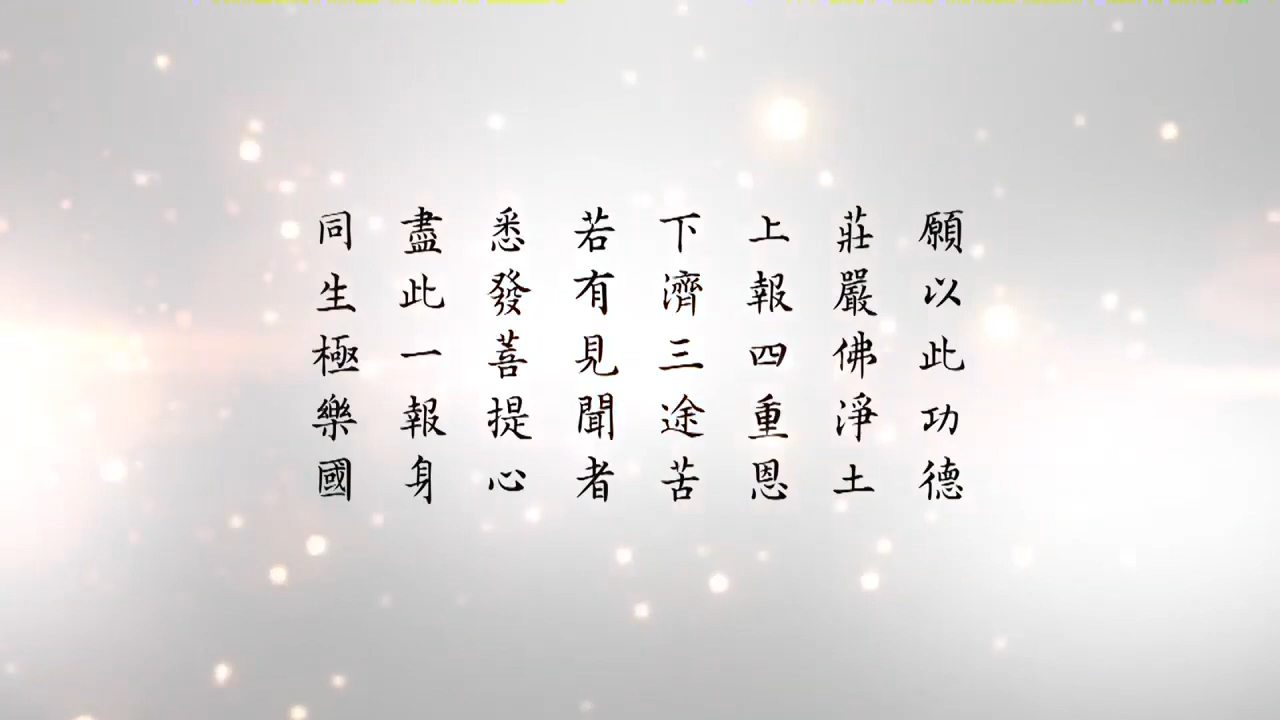 願以此功德
莊嚴佛淨土
上報四重恩
下濟三途苦
若有見聞者
悉發菩提心
盡此一報身
同生極樂國